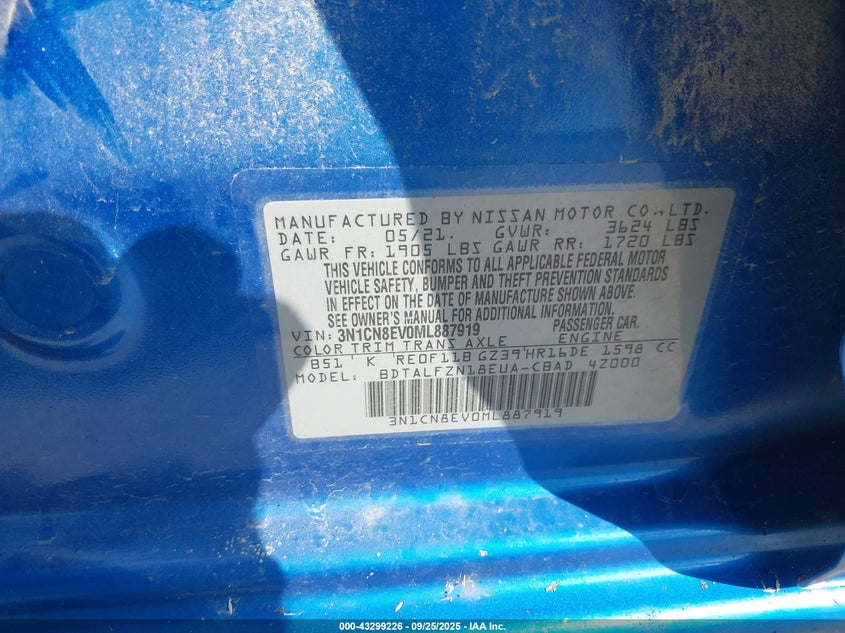 MANUFACTURED BY NISSAN MOTOR CO.,LTD.
DATE: 05/21. GVWR: 3624 LBS
GAWR FR: 1905 LBS GAWR RR: 1720 LBS
THIS VEHICLE CONFORMS TO ALL APPLICABLE FEDERAL MOTOR
VEHICLE SAFETY, BUMPER AND THEFT PREVENTION STANDARDS
IN EFFECT ON THE DATE OF MANUFACTURE SHOWN ABOVE.
SEE OWNER'S MANUAL FOR AIMING.
VIN: 3N1CN8EV0ML887919 PASSENGER CAR.
COLOR TRIM TRANS AXLE ENGINE
B51 K RE0F11B GZ39 HR16DE 1598 CC
MODEL: BDTALFZN18EUA-CBAD 4Z000
3N1CN8EV0ML887919
000-43299226 - 09/25/2025 - IAA Inc.